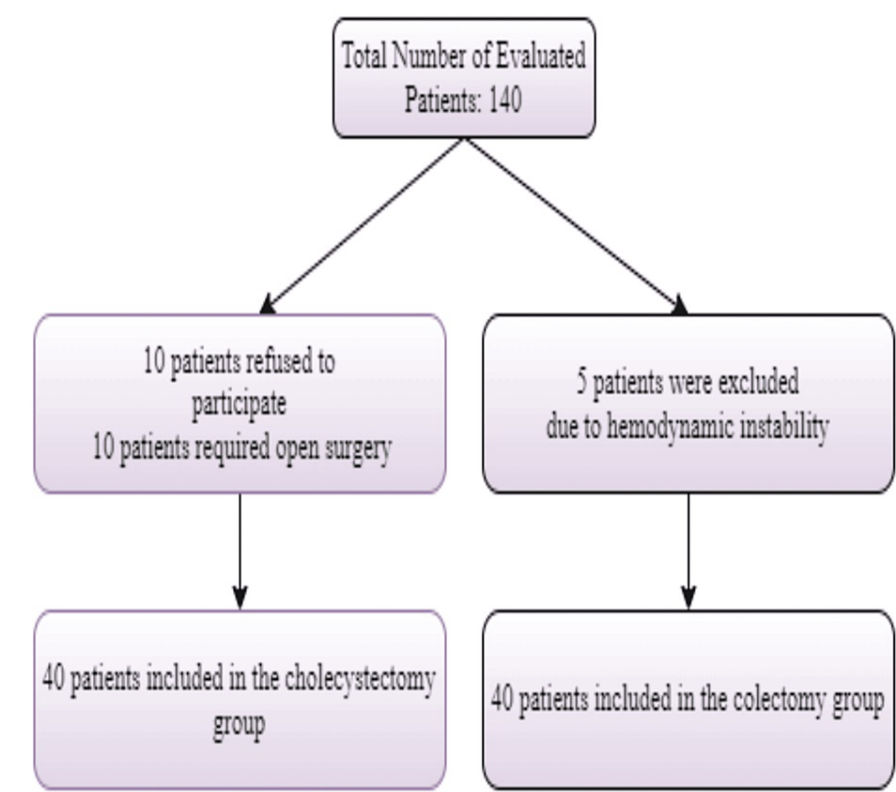 Total Number of Evaluated
Patients: 140
10 patients refused to
participate
10 patients required open surgery
5 patients were excluded
due to hemodynamic instability
40 patients included in the cholecystectomy
group
40 patients included in the colectomy group